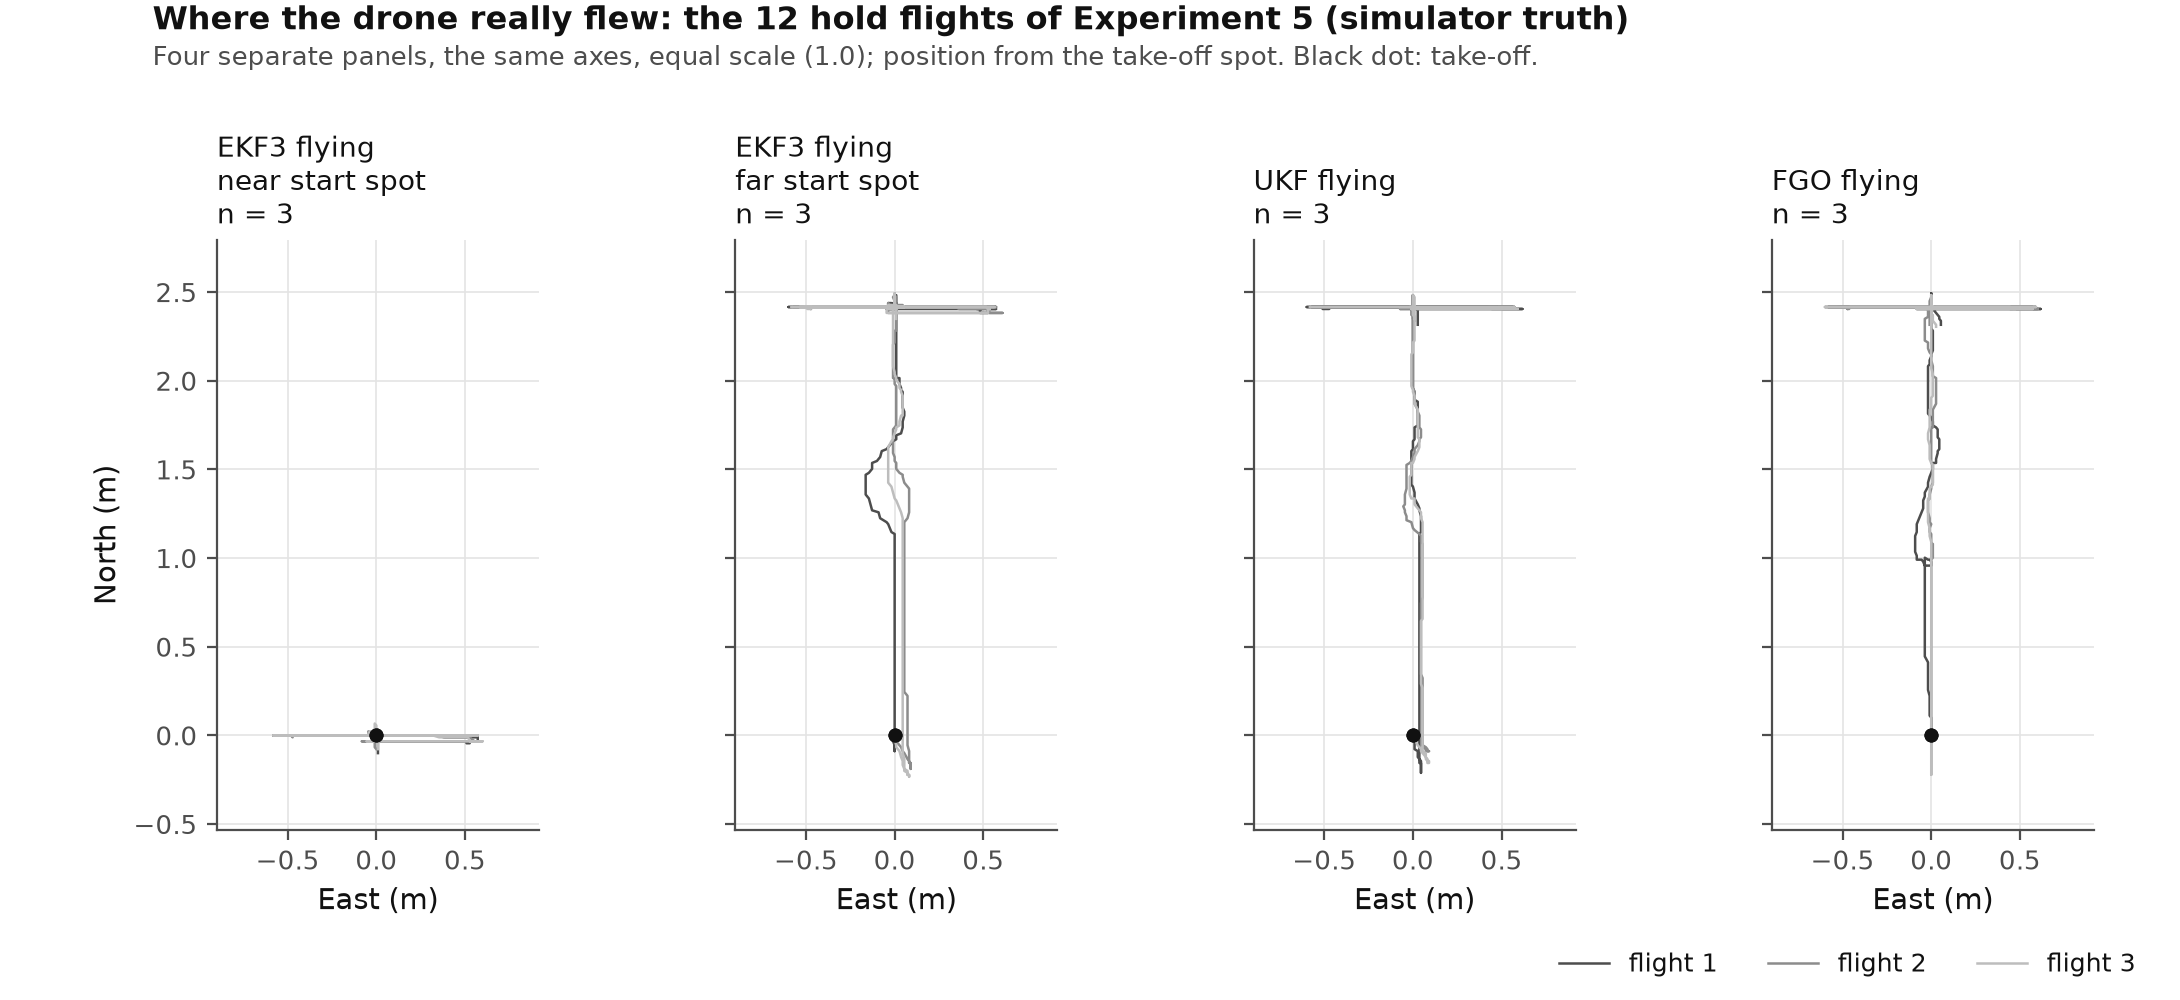 Where the drone really flew: the 12 hold flights of Experiment 5 (simulator truth)
Four separate panels, the same axes, equal scale (1.0); position from the take-off spot. Black dot: take-off.
EKF3 flying
near start spot
n = 3
EKF3 flying
far start spot
n = 3
UKF flying
n = 3
FGO flying
n = 3
North (m)
2.5
2.0
1.5
1.0
0.5
0.0
−0.5
−0.5 0.0 0.5
−0.5 0.0 0.5
−0.5 0.0 0.5
−0.5 0.0 0.5
East (m)
East (m)
East (m)
East (m)
flight 1
flight 2
flight 3